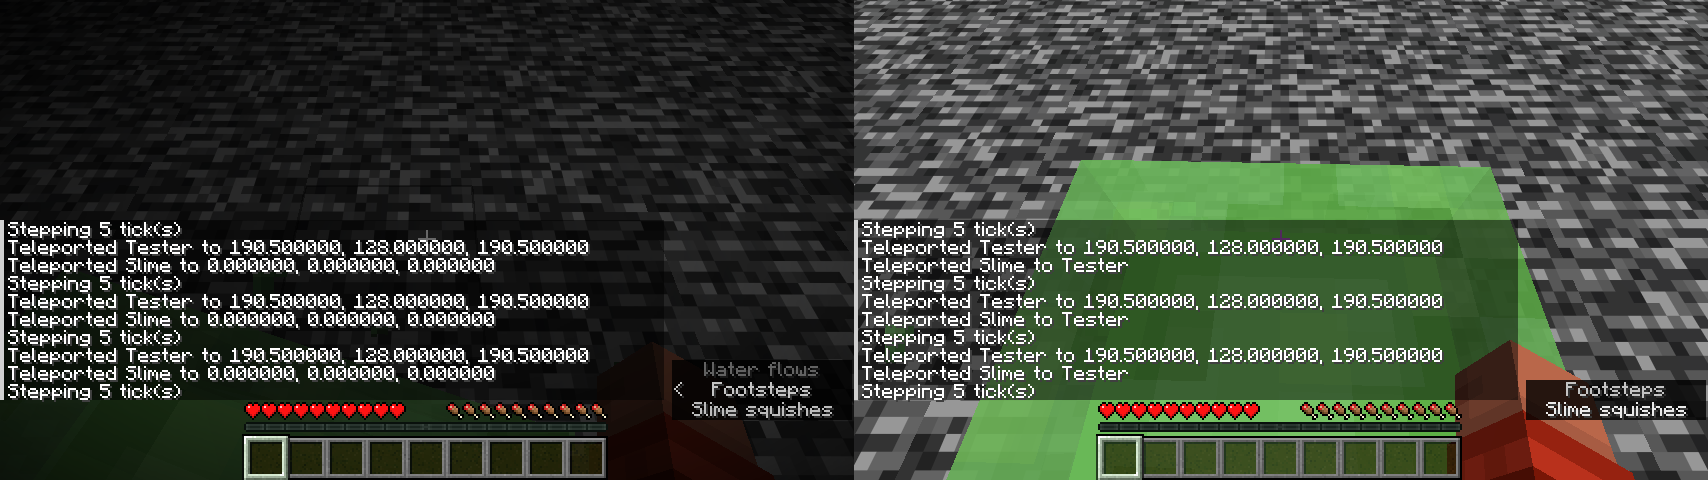 Stepping 5 tick(s)
Teleported Tester to 190.500000, 128.000000, 190.500000
Teleported Slime to 0.000000, 0.000000, 0.000000
Stepping 5 tick(s)
Teleported Tester to 190.500000, 128.000000, 190.500000
Teleported Slime to 0.000000, 0.000000, 0.000000
Stepping 5 tick(s)
Teleported Tester to 190.500000, 128.000000, 190.500000
Teleported Slime to 0.000000, 0.000000, 0.000000
Stepping 5 tick(s)
Water flows
< Footsteps
Slime squishes
Stepping 5 tick(s)
Teleported Tester to 190.500000, 128.000000, 190.500000
Teleported Slime to Tester
Stepping 5 tick(s)
Teleported Tester to 190.500000, 128.000000, 190.500000
Teleported Slime to Tester
Stepping 5 tick(s)
Teleported Tester to 190.500000, 128.000000, 190.500000
Teleported Slime to Tester
Stepping 5 tick(s)
Footsteps
Slime squishes